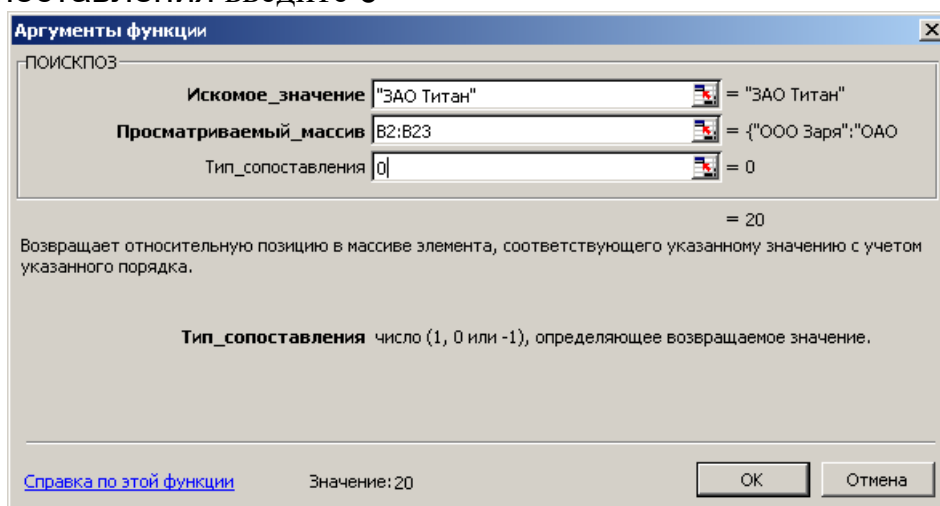 Аргументы функции
ПОИСКПОЗ
Искомое_значение "ЗАО Титан" = "ЗАО Титан"
Просматриваемый_массив B2:B23 = {"ООО Заря":"ОАО
Тип_сопоставления 0 = 0
= 20
Возвращает относительную позицию в массиве элемента, соответствующего указанному значению с учетом
указанного порядка.
Тип_сопоставления число (1, 0 или -1), определяющее возвращаемое значение.
Справка по этой функции Значение:20 ОК Отмена